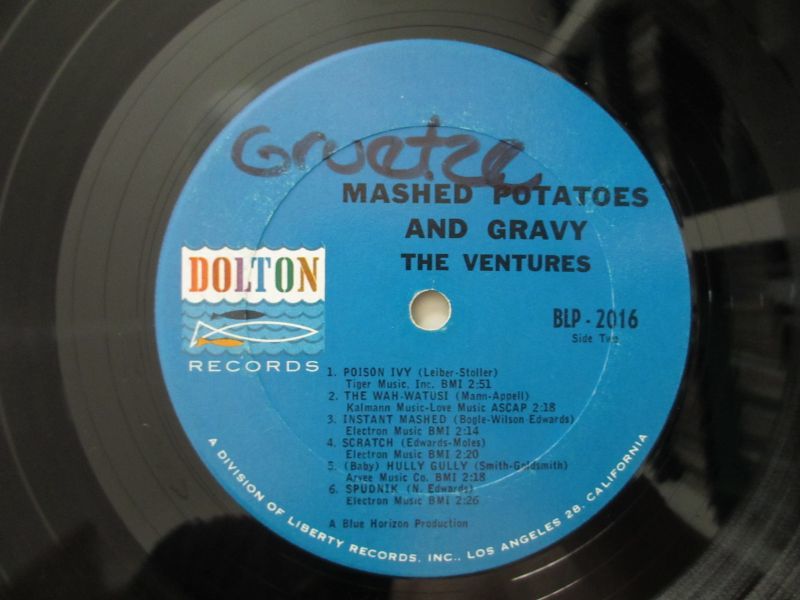 Gruetze
MASHED POTATOES
AND GRAVY
THE VENTURES
DOLTON
RECORDS
BLP - 2016
Side Two
1. POISON IVY (Leiber-Stoller)
Tiger Music, Inc. BMI 2:51
2. THE WAH-WATUSI (Mann-Appell)
Kalmann Music-Love Music ASCAP 2:18
3. INSTANT MASHED (Bogle-Wilson-Edwards)
Electron Music BMI 2:14
4. SCRATCH (Edwards-Moles)
Electron Music BMI 2:20
5. (Baby) HULLY GULLY (Smith-Goldsmith)
Arvee Music Co. BMI 2:18
6. SPUDNIK (N. Edwards)
Electron Music BMI 2:26
A Blue Horizon Production
A DIVISION OF LIBERTY RECORDS, INC., LOS ANGELES 28, CALIFORNIA